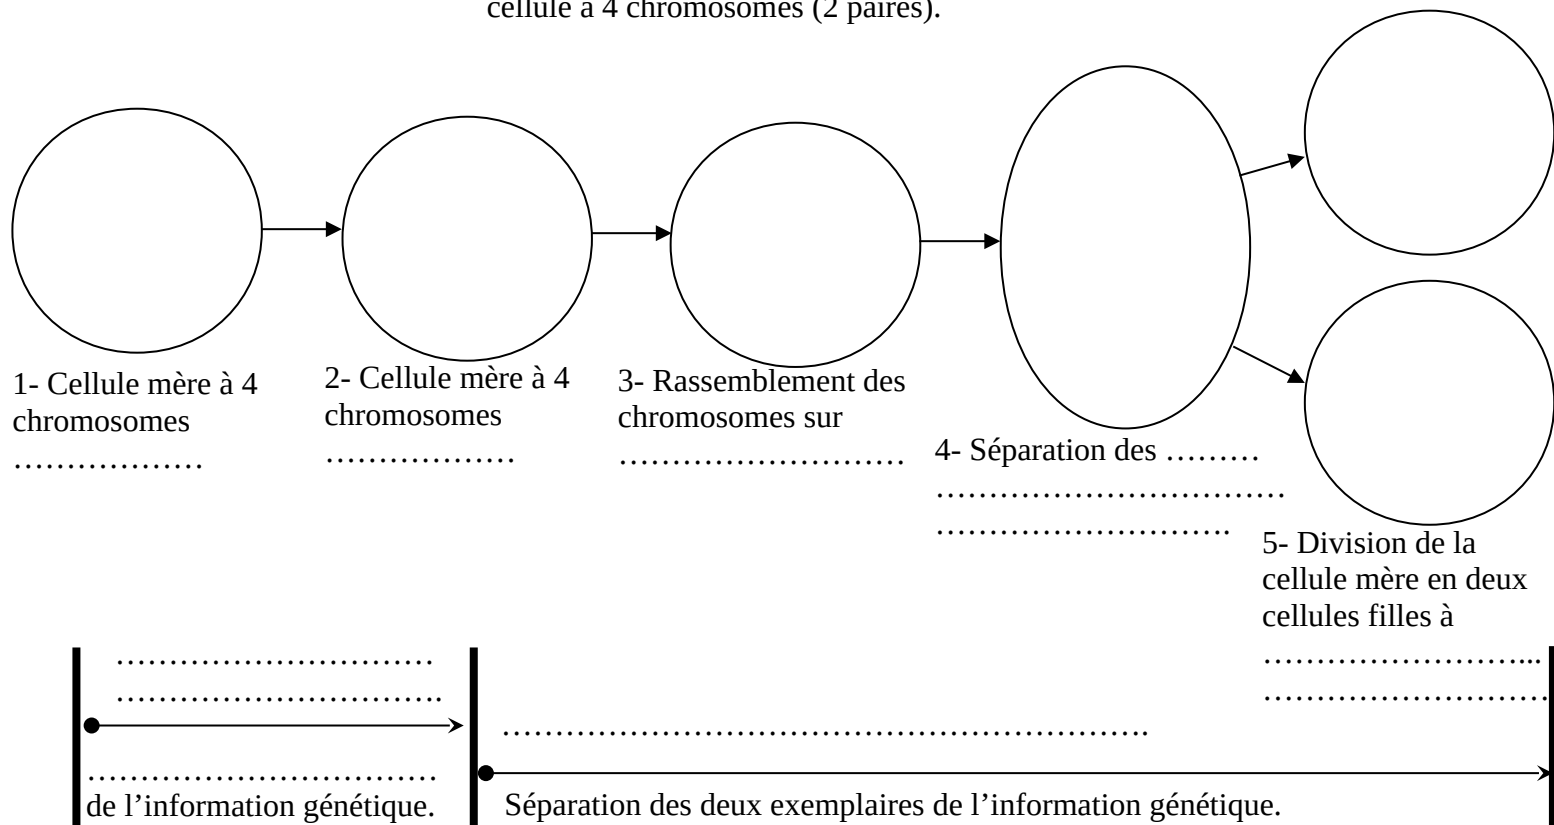 cellule à 4 chromosomes (2 paires).
1- Cellule mère à 4
chromosomes
………………
2- Cellule mère à 4
chromosomes
………………
3- Rassemblement des
chromosomes sur
………………………
4- Séparation des ………
……………………………
……………………….
5- Division de la
cellule mère en deux
cellules filles à
……………………...
………………………
…………………………
………………………….
……………………………
de l’information génétique.
…………………………………………………….
Séparation des deux exemplaires de l’information génétique.